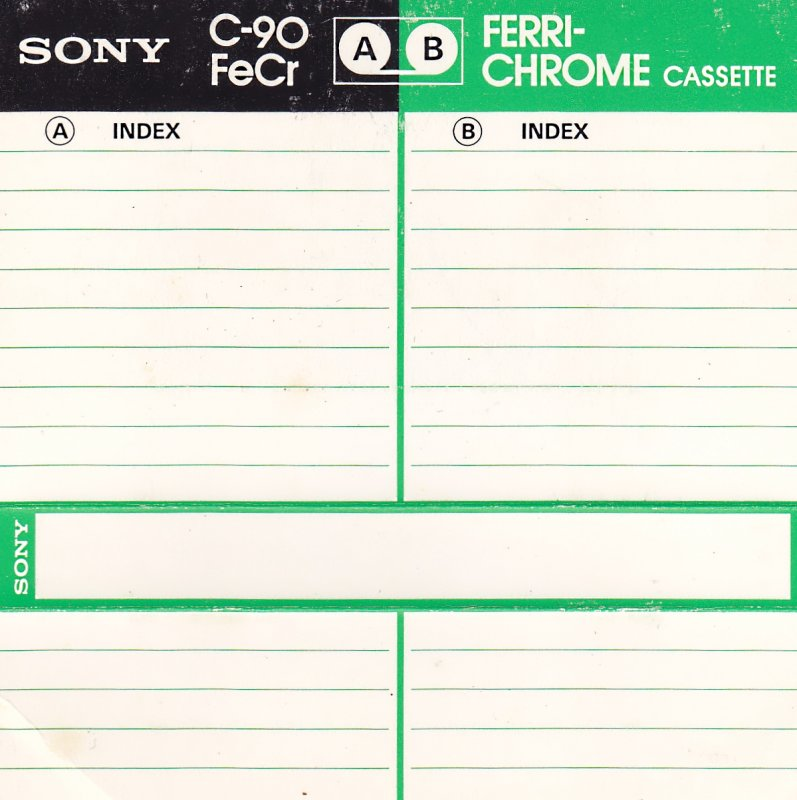 SONY
C-90
FeCr
A B
FERRI-
CHROME CASSETTE
A INDEX
B INDEX
SONY